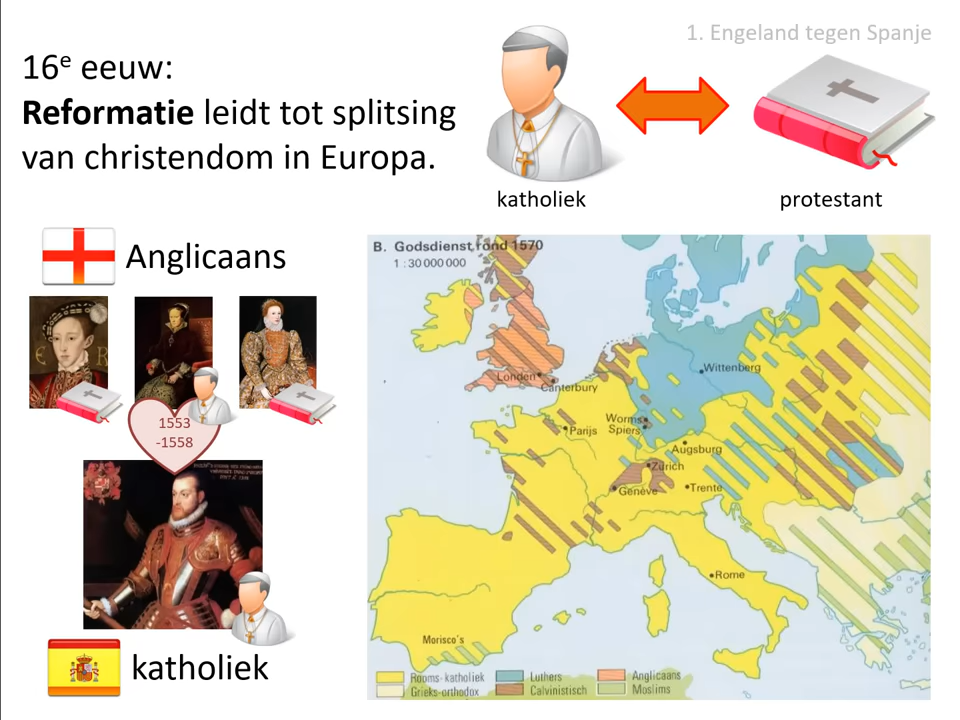 1. Engeland tegen Spanje
16e eeuw:
Reformatie leidt tot splitsing
van christendom in Europa.
katholiek
protestant
Anglicaans
E R
1553
-1558
katholiek
B. Godsdienst rond 1570
1 : 30 000 000
Londen
Canterbury
Wittenberg
Worms
Spiers
Parijs
Augsburg
Zürich
Genève
Trente
Rome
Morisco's
Rooms-katholiek
Luthers
Anglicaans
Grieks-orthodox
Calvinistisch
Moslims